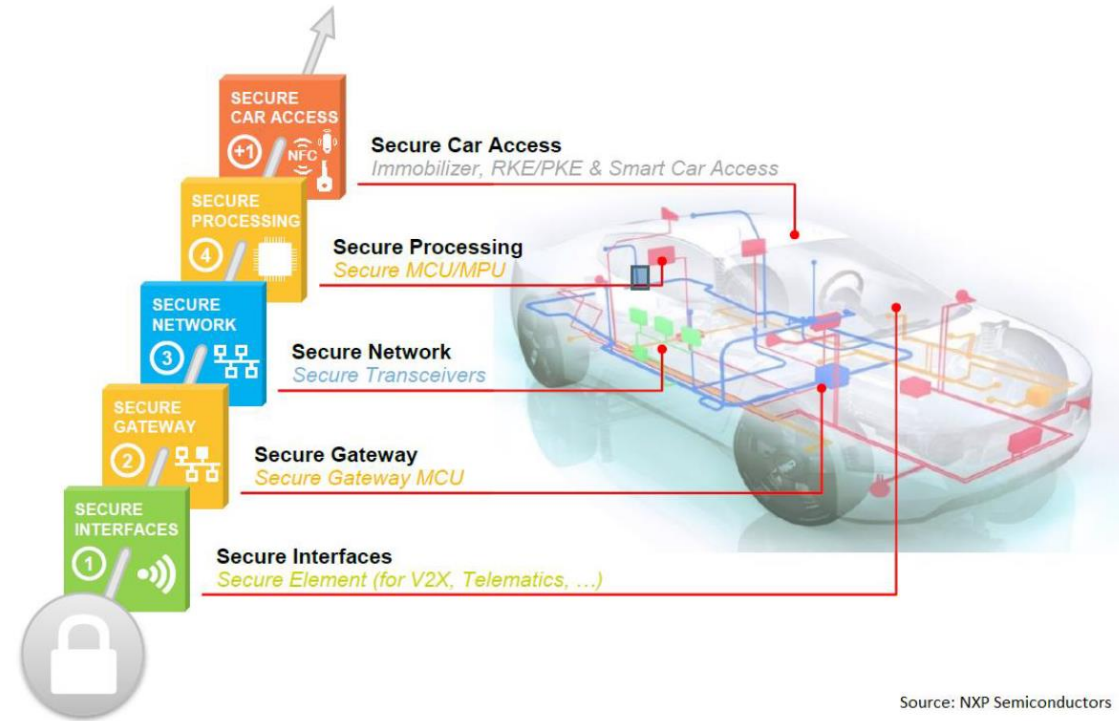 SECURE
CAR ACCESS
+1
NFC
Secure Car Access
Immobilizer, RKE/PKE & Smart Car Access
SECURE
PROCESSING
4
Secure Processing
Secure MCU/MPU
SECURE
NETWORK
3
Secure Network
Secure Transceivers
SECURE
GATEWAY
2
Secure Gateway
Secure Gateway MCU
SECURE
INTERFACES
1
Secure Interfaces
Secure Element (for V2X, Telematics, …)
Source: NXP Semiconductors